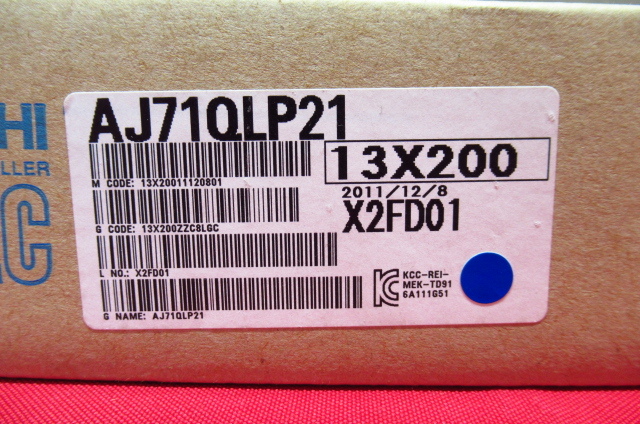 HI
LLER
C
AJ71QLP21
13X200
2011/12/8
X2FD01
M CODE: 13X20011120801
G CODE: 13X200ZZC8LGC
L NO.: X2FD01
G NAME: AJ71QLP21
KCC-REI-
MEK-TD91
6A111G51